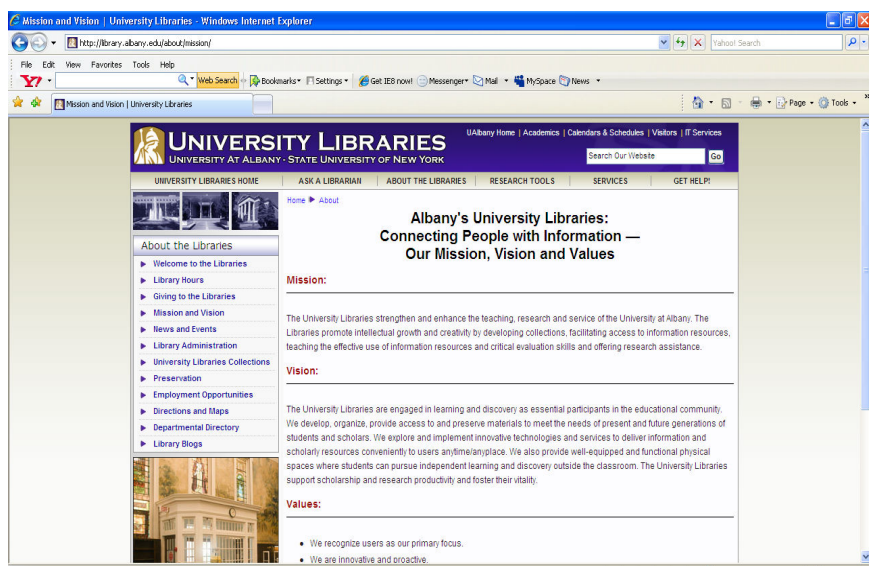 Mission and Vision | University Libraries - Windows Internet Explorer
http://library.albany.edu/about/mission/
Yahoo! Search
File Edit View Favorites Tools Help
Y! Web Search Bookmarks Settings Get IE8 now! Messenger Mail MySpace News
Mission and Vision | University Libraries
Page Tools
UNIVERSITY LIBRARIES
UNIVERSITY AT ALBANY - STATE UNIVERSITY OF NEW YORK
UAlbany Home | Academics | Calendars & Schedules | Visitors | IT Services
Search Our Website Go
UNIVERSITY LIBRARIES HOME | ASK A LIBRARIAN | ABOUT THE LIBRARIES | RESEARCH TOOLS | SERVICES | GET HELP!
Home ▶ About
Albany's University Libraries:
Connecting People with Information —
Our Mission, Vision and Values
About the Libraries
Welcome to the Libraries
Library Hours
Giving to the Libraries
Mission and Vision
News and Events
Library Administration
University Libraries Collections
Preservation
Employment Opportunities
Directions and Maps
Departmental Directory
Library Blogs
Mission:
The University Libraries strengthen and enhance the teaching, research and service of the University at Albany. The
Libraries promote intellectual growth and creativity by developing collections, facilitating access to information resources,
teaching the effective use of information resources and critical evaluation skills and offering research assistance.
Vision:
The University Libraries are engaged in learning and discovery as essential participants in the educational community.
We develop, organize, provide access to and preserve materials to meet the needs of present and future generations of
students and scholars. We explore and implement innovative technologies and services to deliver information and
scholarly resources conveniently to users anytime/anyplace. We also provide well-equipped and functional physical
spaces where students can pursue independent learning and discovery outside the classroom. The University Libraries
support scholarship and research productivity and foster their vitality.
Values:
• We recognize users as our primary focus.
• We are innovative and proactive.